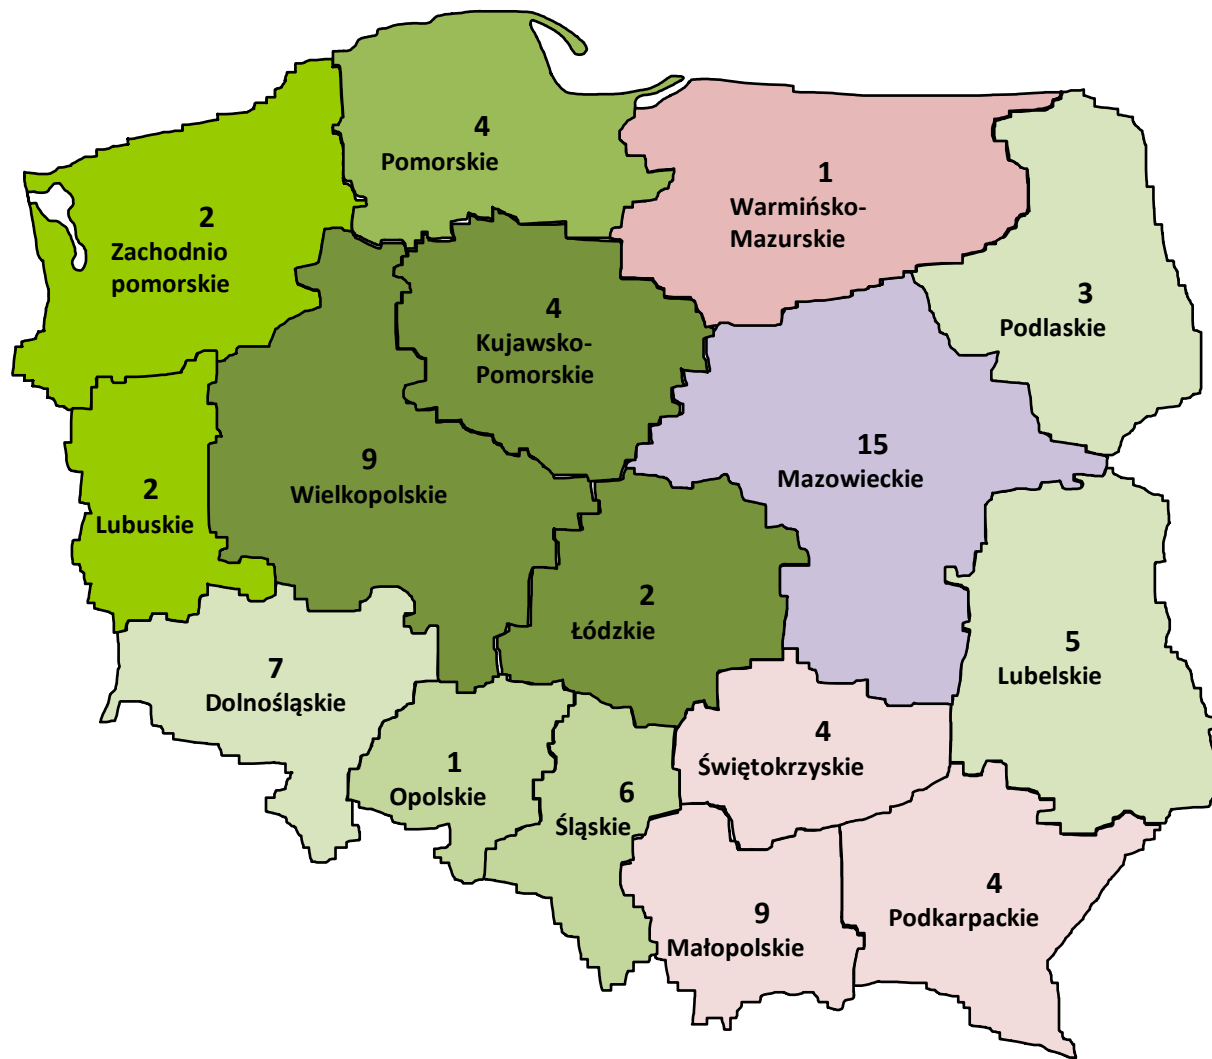 4
Pomorskie
1
Warmińsko-
Mazurskie
2
Zachodnio
pomorskie
3
Podlaskie
4
Kujawsko-
Pomorskie
15
Mazowieckie
9
Wielkopolskie
2
Lubuskie
2
Łódzkie
5
Lubelskie
7
Dolnośląskie
4
Świętokrzyskie
1
Opolskie
6
Śląskie
4
Podkarpackie
9
Małopolskie